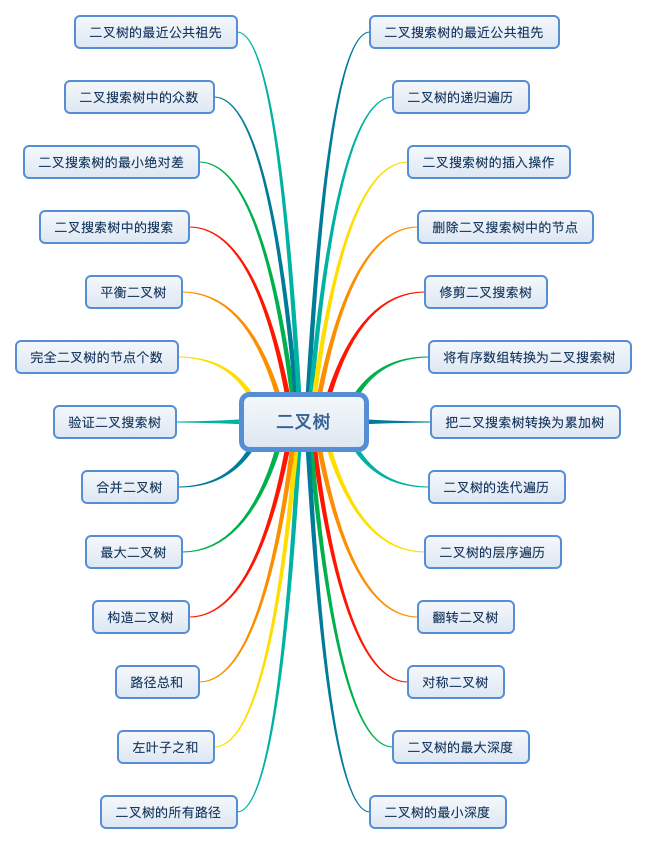 二叉树的最近公共祖先
二叉搜索树的最近公共祖先
二叉搜索树中的众数
二叉树的递归遍历
二叉搜索树的最小绝对差
二叉搜索树的插入操作
二叉搜索树中的搜索
删除二叉搜索树中的节点
平衡二叉树
修剪二叉搜索树
完全二叉树的节点个数
将有序数组转换为二叉搜索树
验证二叉搜索树
二叉树
把二叉搜索树转换为累加树
合并二叉树
二叉树的迭代遍历
最大二叉树
二叉树的层序遍历
构造二叉树
翻转二叉树
路径总和
对称二叉树
左叶子之和
二叉树的最大深度
二叉树的所有路径
二叉树的最小深度